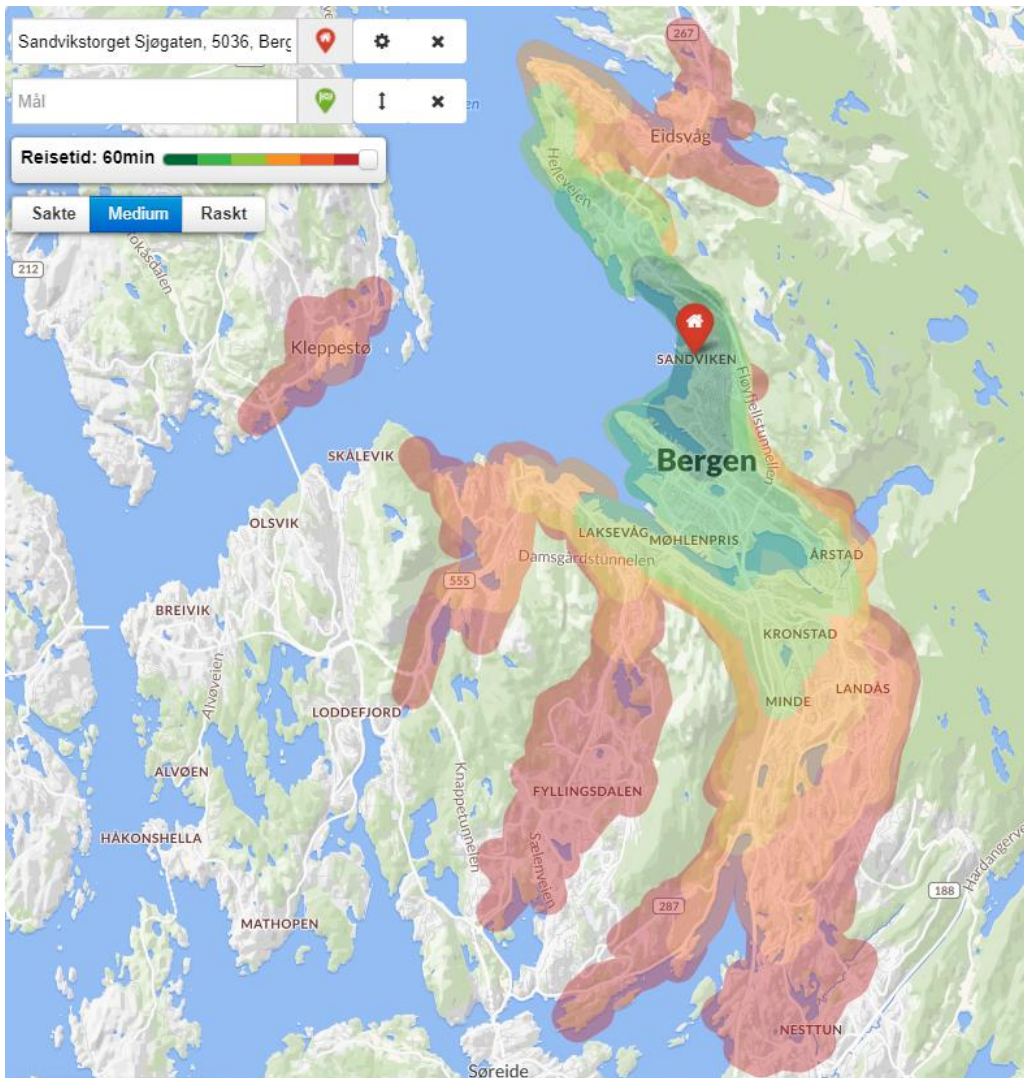 Sandvikstorget Sjøgaten, 5036, Berg
Mål
Reisetid: 60min
Sakte Medium Raskt
267
Eidsvåg
Helleveien
212
Kleppestø
SANDVIKEN
Fløyfjellstunnellen
SKÅLEVIK
Bergen
OLSVIK
LAKSEVÅG
MØHLENPRIS
ÅRSTAD
Damsgårdstunnelen
555
BREIVIK
KRONSTAD
Alvøveien
LANDÅS
MINDE
LODDEFJORD
ALVØEN
Knappetunnelen
FYLLINGSDALEN
HÅKONSHELLA
Sælenveien
188
287
MATHOPEN
NESTTUN
Søreide